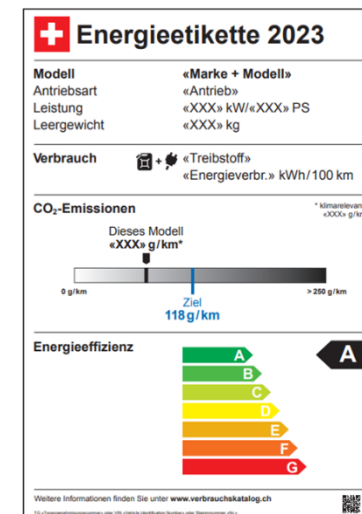 Energieetikette 2023
Modell «Marke + Modell»
Antriebsart «Antrieb»
Leistung «XXX» kW/«XXX» PS
Leergewicht «XXX» kg
Verbrauch + «Treibstoff»
«Energieverbr.» kWh/100 km
CO₂-Emissionen
* klimarelevan
«XXX» g/k
Dieses Modell
«XXX» g/km*
0 g/km > 250 g/km
Ziel
118 g/km
Energieeffizienz
A A
B
C
D
E
F
G
Weitere Informationen finden Sie unter www.verbrauchskatalog.ch